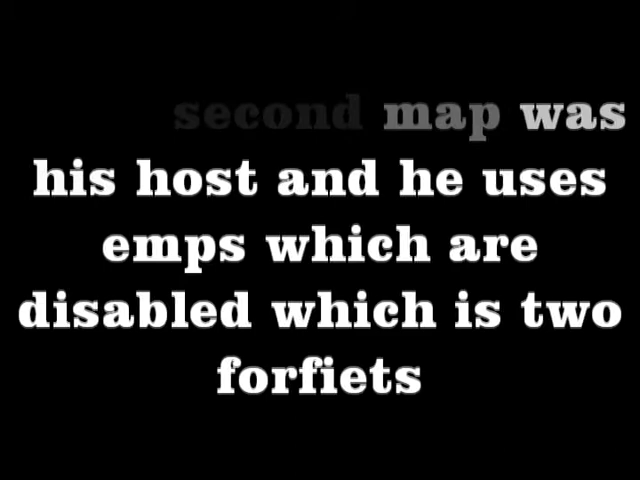 second map was
his host and he uses
emps which are
disabled which is two
forfiets